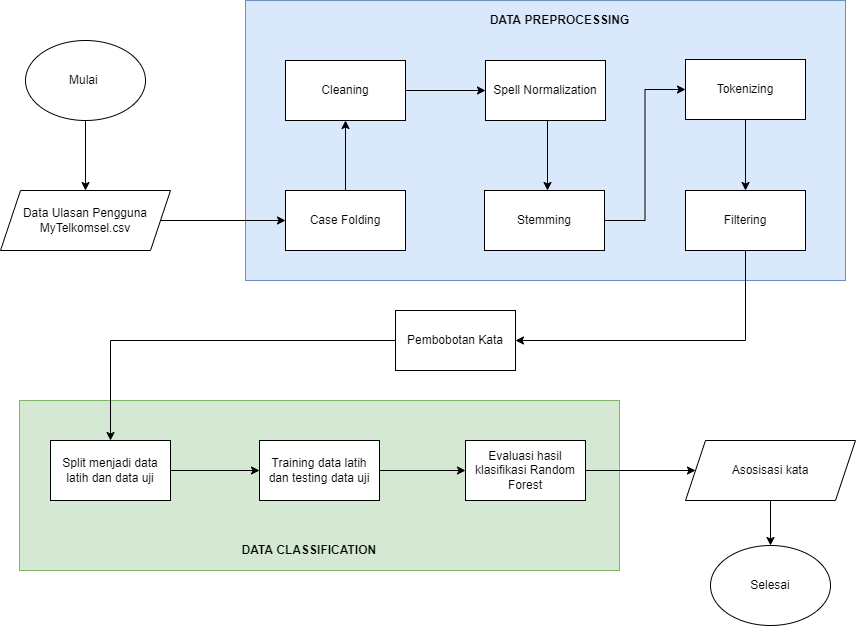 DATA PREPROCESSING
Mulai
Cleaning
Spell Normalization
Tokenizing
Data Ulasan Pengguna
MyTelkomsel.csv
Case Folding
Stemming
Filtering
Pembobotan Kata
Split menjadi data
latih dan data uji
Training data latih
dan testing data uji
Evaluasi hasil
klasifikasi Random
Forest
Asosisasi kata
DATA CLASSIFICATION
Selesai